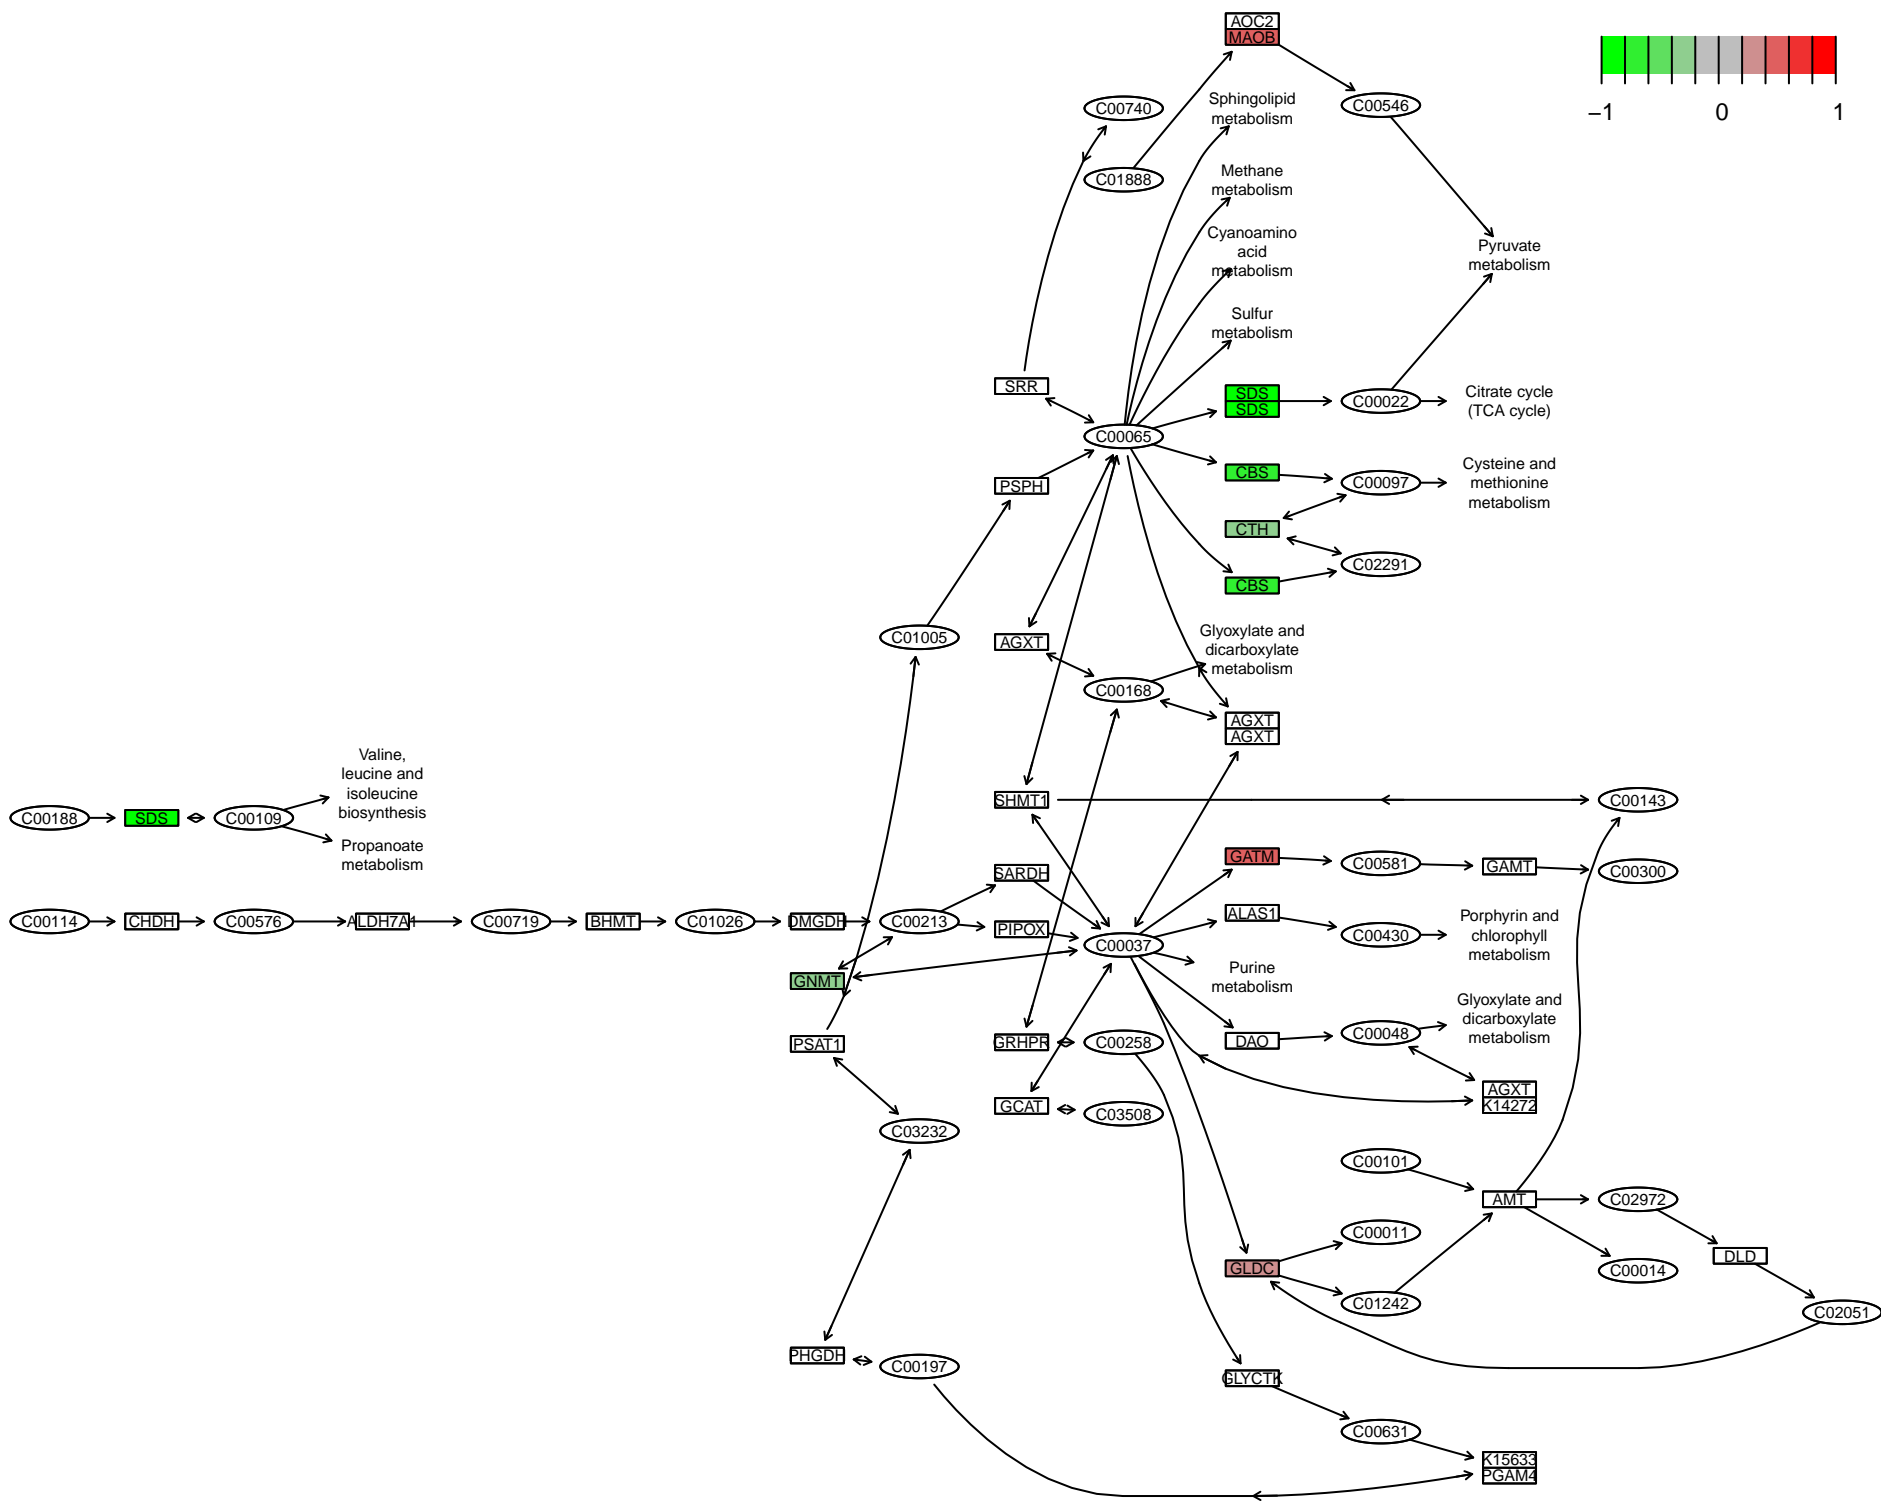 AOC2
MAOB
−1
0
1
C00740
Sphingolipid
metabolism
C00546
C01888
Methane
metabolism
Cyanoamino
acid
metabolism
Pyruvate
metabolism
Sulfur
metabolism
SRR
SDS
SDS
C00022
Citrate cycle
(TCA cycle)
C00065
PSPH
CBS
C00097
Cysteine and
methionine
metabolism
CTH
C02291
CBS
C01005
AGXT
Glyoxylate and
dicarboxylate
metabolism
C00168
AGXT
AGXT
Valine,
leucine and
isoleucine
biosynthesis
C00188
SDS
C00109
Propanoate
metabolism
SHMT1
C00143
GATM
C00581
GAMT
C00300
SARDH
C00114
CHDH
C00576
ALDH7A1
C00719
BHMT
C01026
DMGDH
C00213
PIPOX
C00037
ALAS1
C00430
Porphyrin and
chlorophyll
metabolism
GNMT
Purine
metabolism
PSAT1
GRHPR
C00258
DAO
C00048
Glyoxylate and
dicarboxylate
metabolism
GCAT
C03508
AGXT
K14272
C03232
C00101
AMT
C02972
C00011
GLDC
C00014
DLD
C01242
C02051
PHGDH
C00197
GLYCTK
C00631
K15633
PGAM4